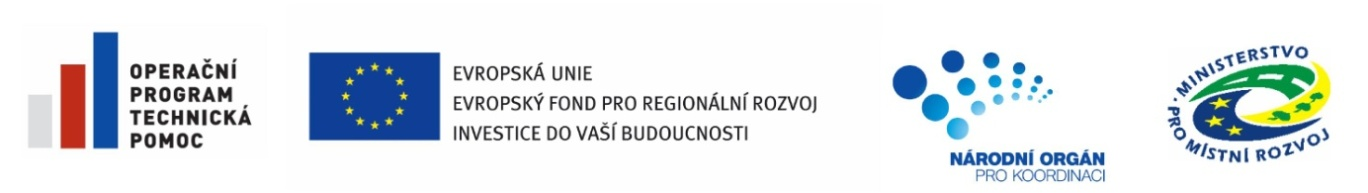 OPERAČNÍ
PROGRAM
TECHNICKÁ
POMOC
EVROPSKÁ UNIE
EVROPSKÝ FOND PRO REGIONÁLNÍ ROZVOJ
INVESTICE DO VAŠÍ BUDOUCNOSTI
NÁRODNÍ ORGÁN
PRO KOORDINACI
MINISTERSTVO
PRO MÍSTNÍ ROZVOJ